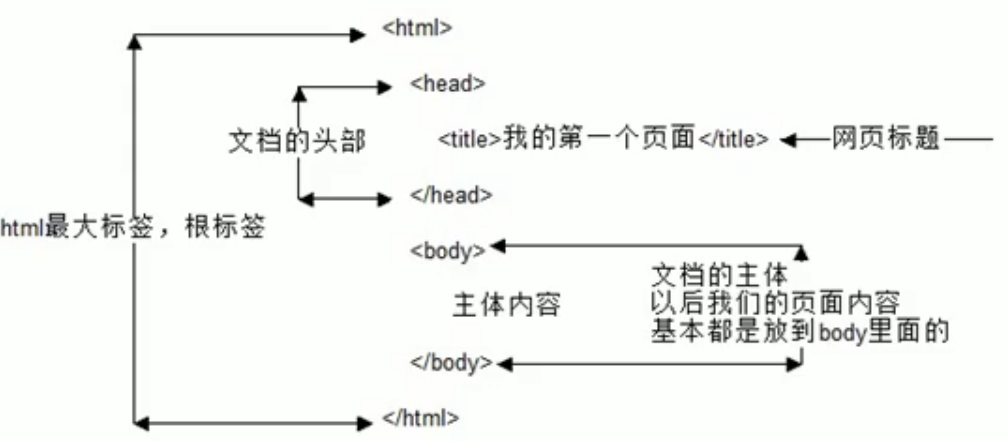 <html>
<head>
文档的头部
<title>我的第一个页面</title>
网页标题
</head>
html最大标签，根标签
<body>
文档的主体
主体内容
以后我们的页面内容
基本都是放到body里面的
</body>
</html>